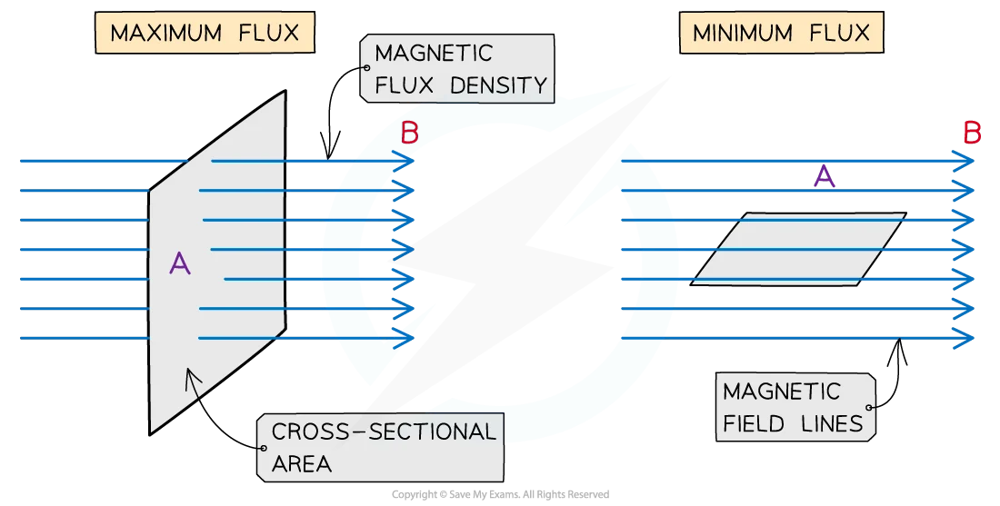 MAXIMUM FLUX
MAGNETIC
FLUX DENSITY
B
A
CROSS-SECTIONAL
AREA
MINIMUM FLUX
B
A
MAGNETIC
FIELD LINES
Copyright © Save My Exams. All Rights Reserved